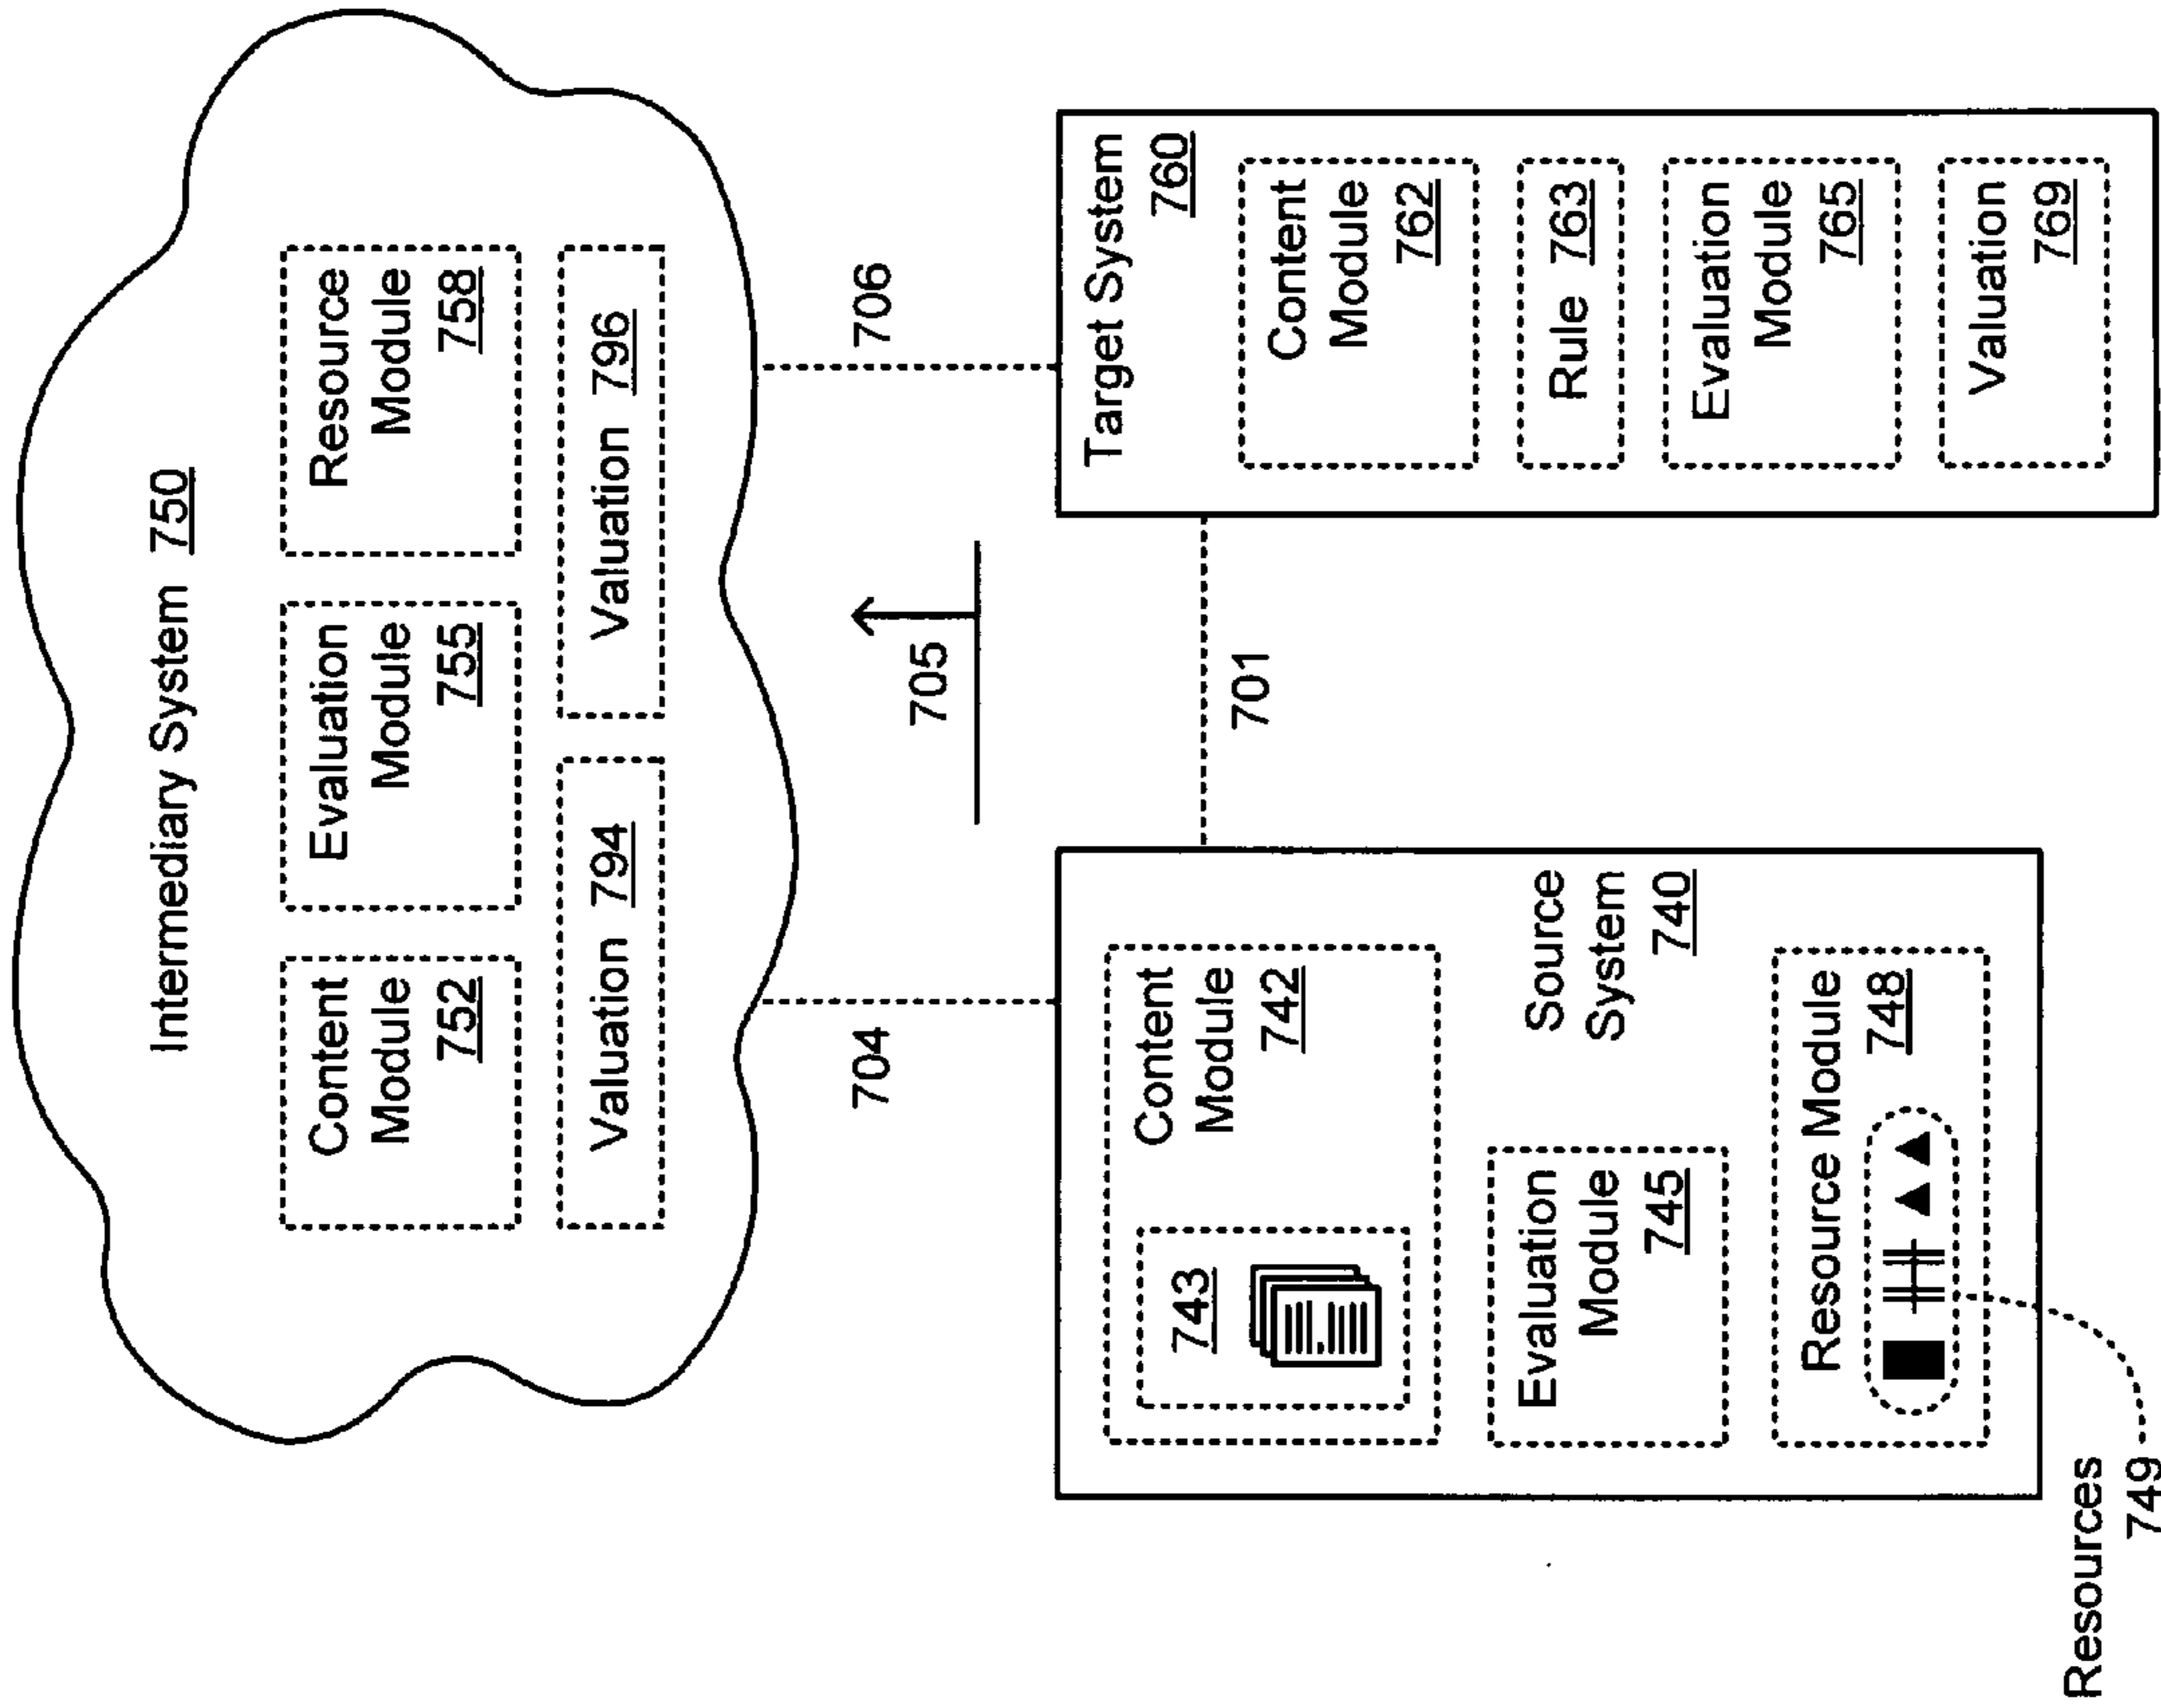 Intermediary System 750
Content
Module
752
Evaluation
Module
755
Resource
Module
758
Valuation 794
Valuation 796
704
705
706
701
Content
Module
742
743
Evaluation
Module
745
Source
System
740
Resource Module
748
Resources
749
Target System
760
Content
Module
762
Rule 763
Evaluation
Module
765
Valuation
769